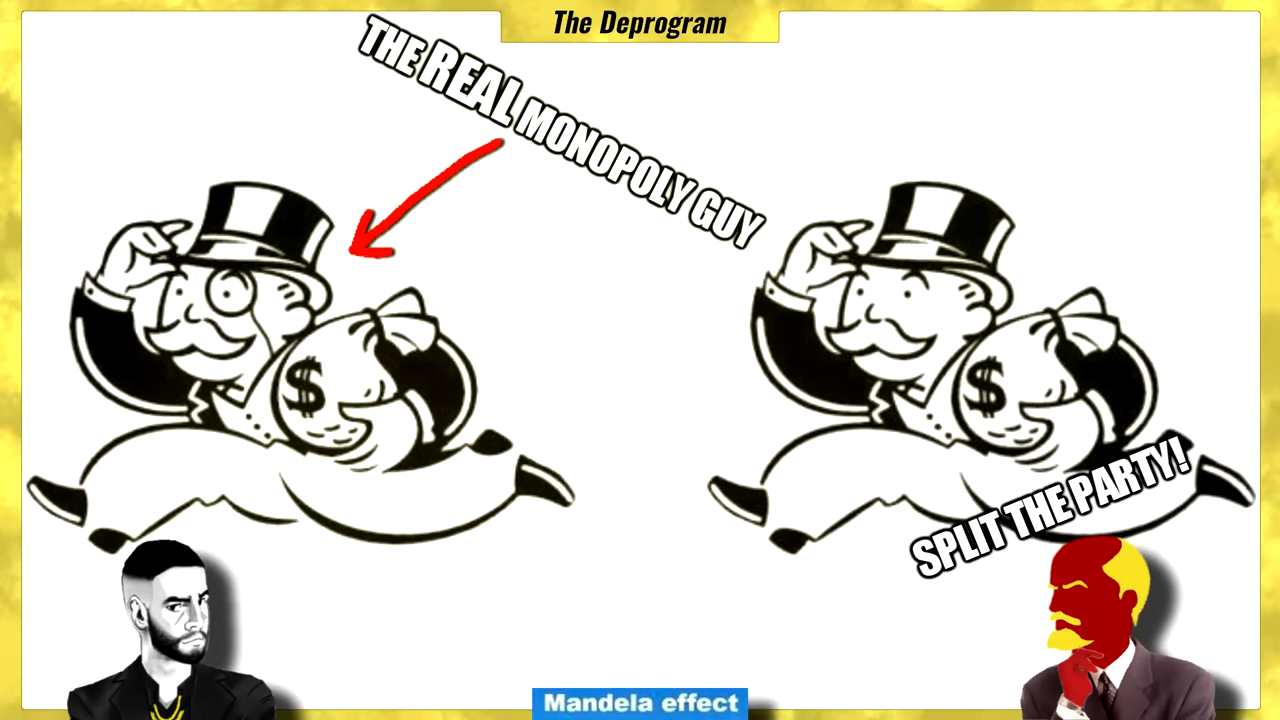 The Deprogram
THE REAL MONOPOLY GUY
$
$
SPLIT THE PARTY!
Mandela effect